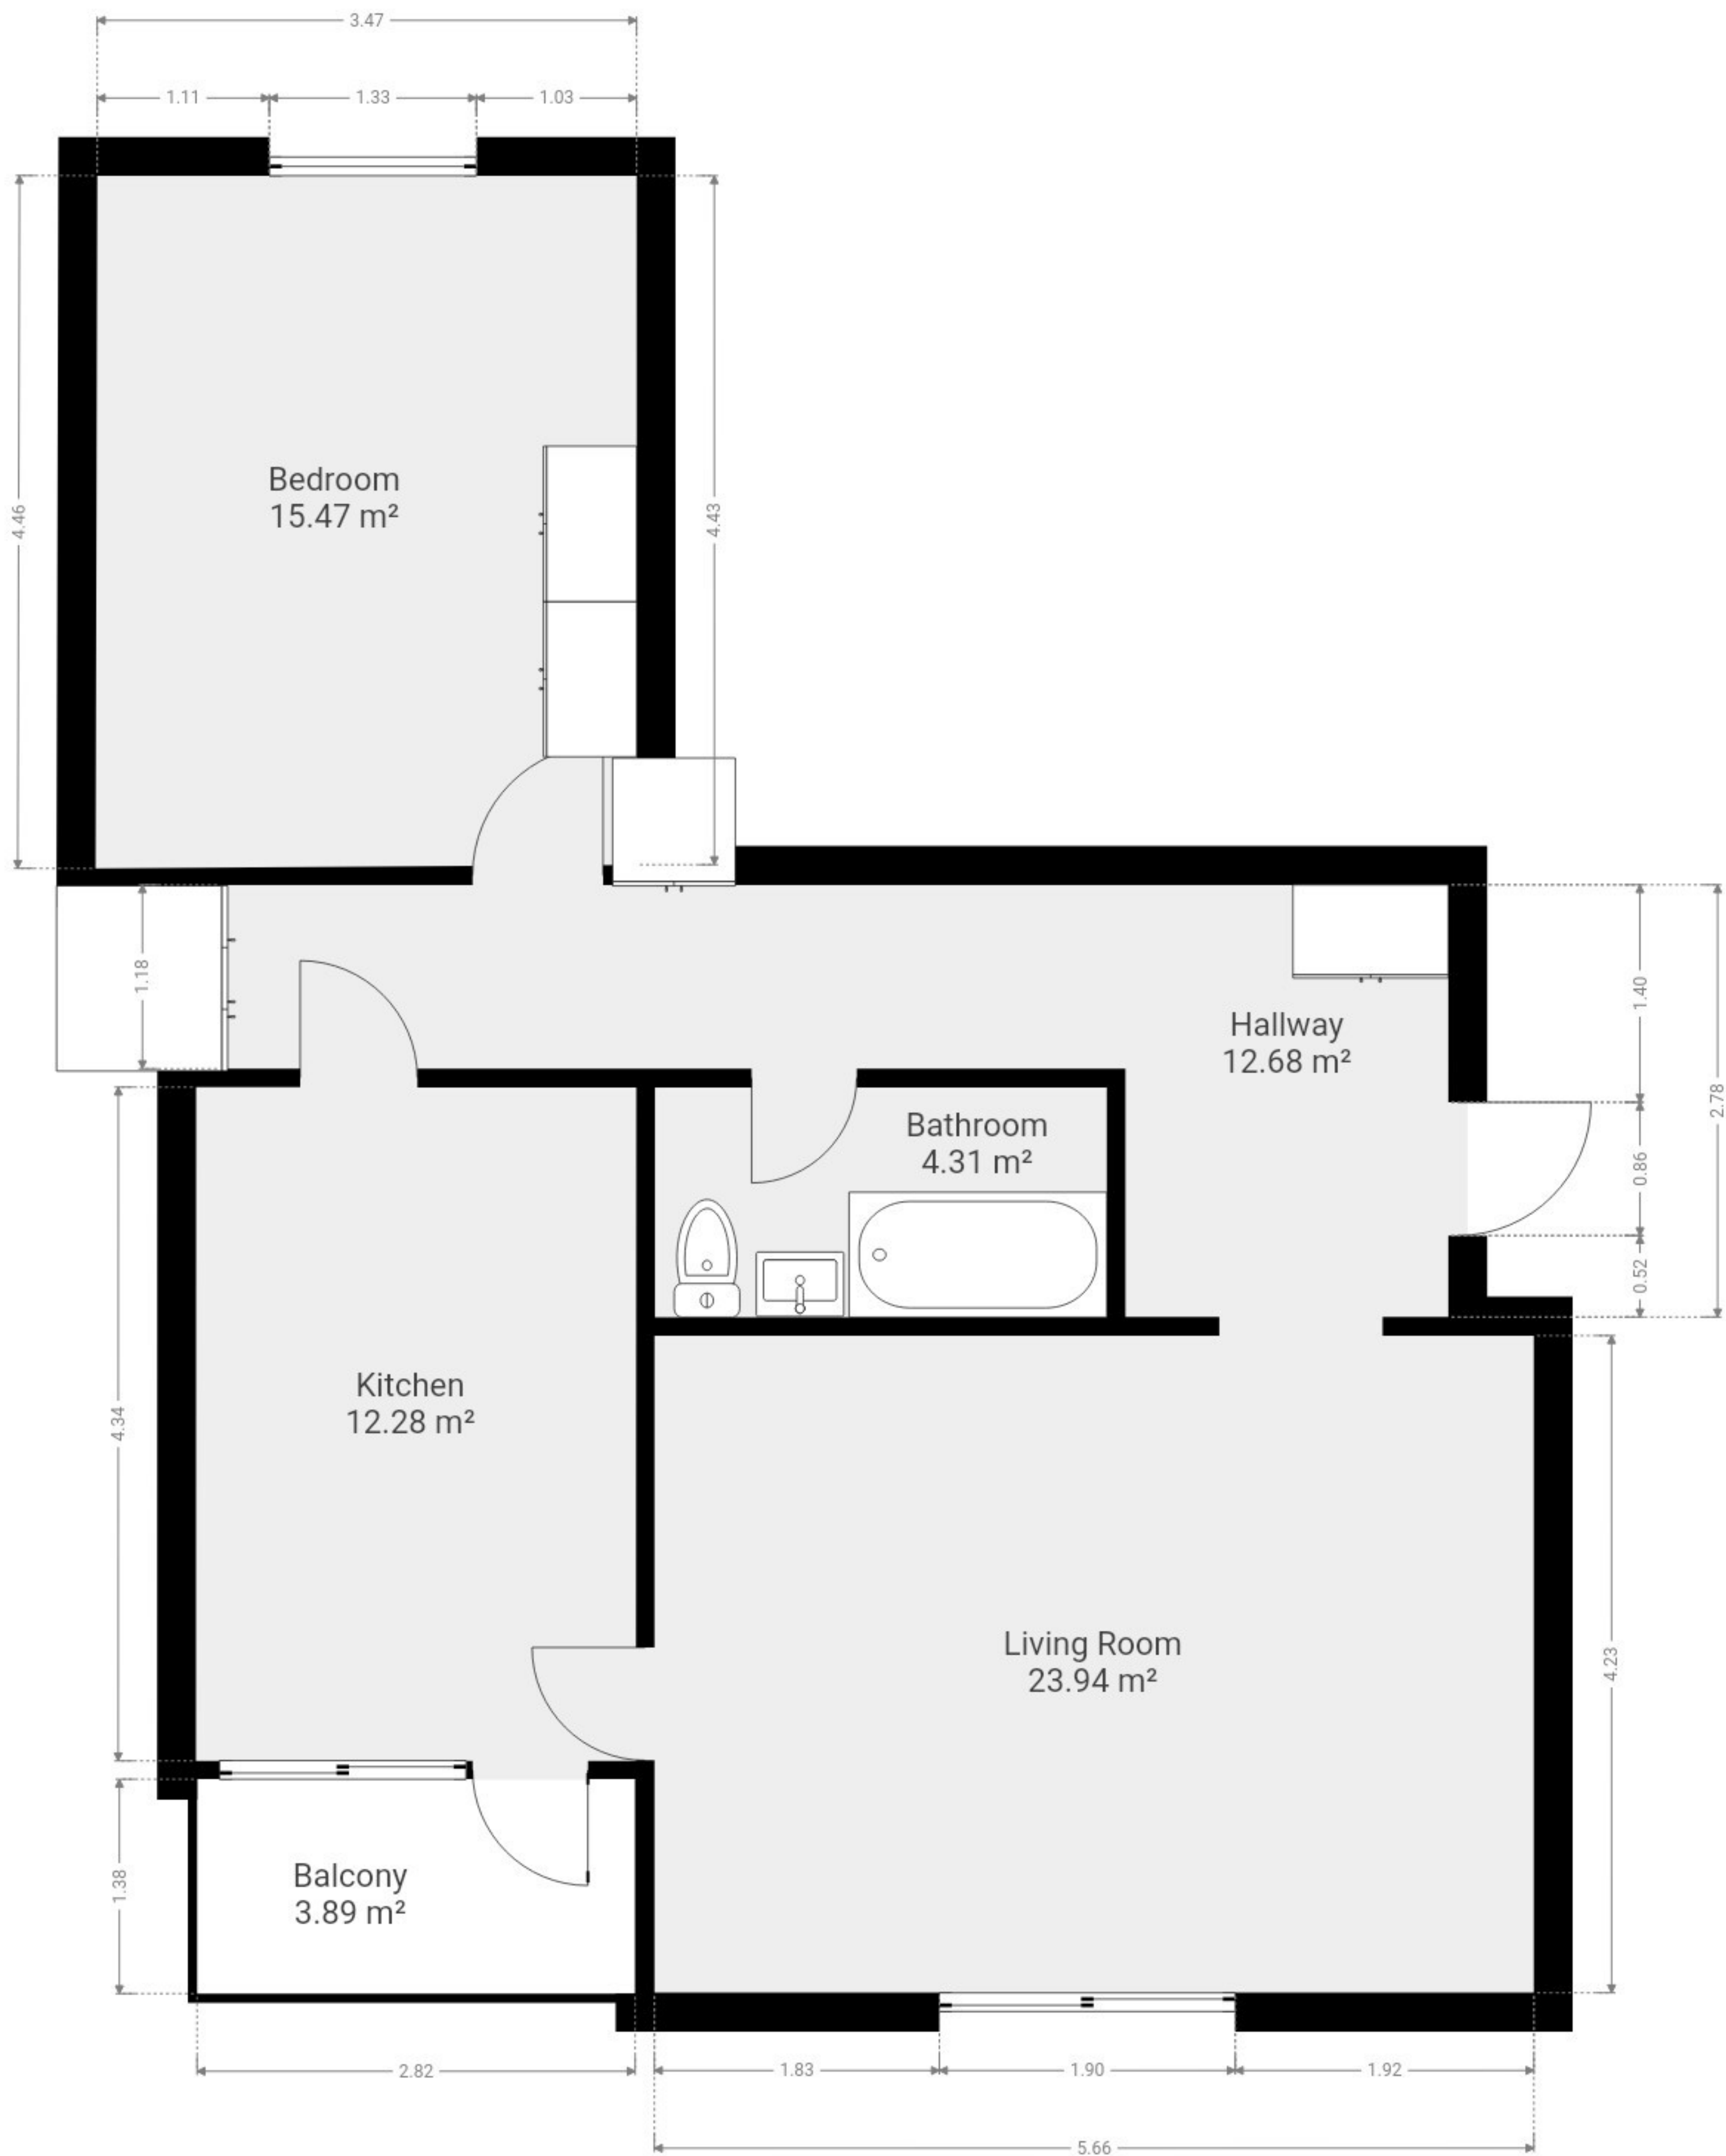 3.47
1.11
1.33
1.03
4.46
4.43
Bedroom
15.47 m²
1.18
1.40
Hallway
12.68 m²
2.78
Bathroom
4.31 m²
0.86
0.52
Kitchen
12.28 m²
4.34
Living Room
23.94 m²
4.23
Balcony
3.89 m²
1.38
2.82
1.83
1.90
1.92
5.66